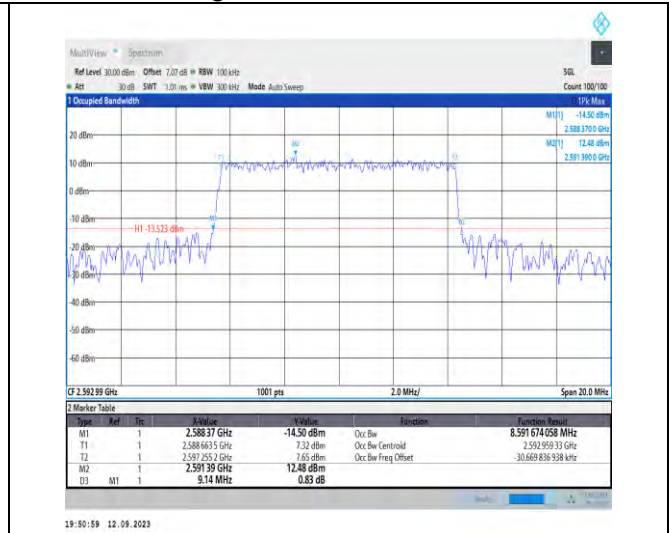 MultiView Spectrum
Ref Level 30.00 dBm Offset 7.07 dB RBW 100 kHz SGL
Att 30 dB SWT 1.01 ms VBW 300 kHz Mode Auto Sweep Count 100/100
1 Occupied Bandwidth 1Pk Max
M1[1] -14.50 dBm
2.588 3700 GHz
M2[1] 12.48 dBm
2.591 3900 GHz
20 dBm
M2
10 dBm
0 dBm
-10 dBm
M1
H1 -13.523 dBm
-20 dBm
-30 dBm
-40 dBm
-50 dBm
-60 dBm
CF 2.592 99 GHz 1001 pts 2.0 MHz/ Span 20.0 MHz
2 Marker Table
Type Ref Trc X-Value Y-Value Function Function Result
M1 1 2.588 37 GHz -14.50 dBm Occ Bw 8.591 674 058 MHz
T1 1 2.588 663 5 GHz 7.32 dBm Occ Bw Centroid 2.592 959 33 GHz
T2 1 2.597 255 2 GHz 7.65 dBm Occ Bw Freq Offset -30.669 836 938 kHz
M2 1 2.591 39 GHz 12.48 dBm
D3 M1 1 9.14 MHz 0.83 dB
19:50:59 12.09.2023